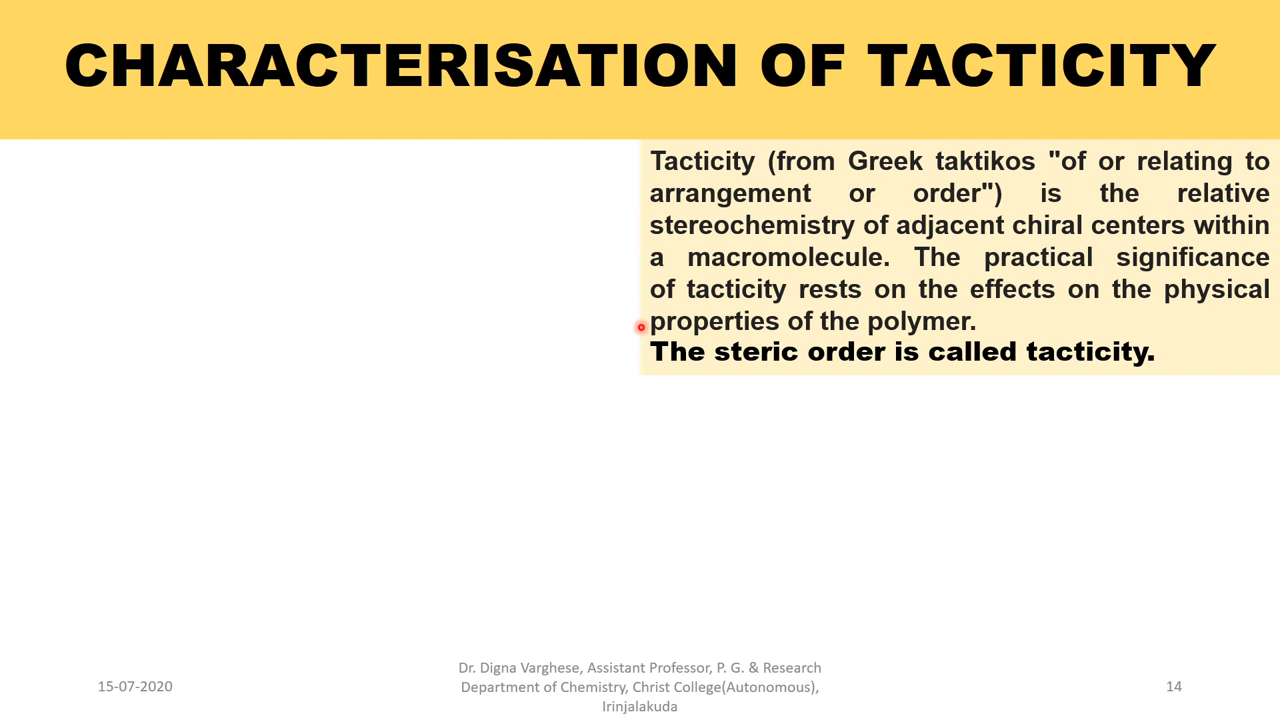 CHARACTERISATION OF TACTICITY
Tacticity (from Greek taktikos "of or relating to
arrangement or order") is the relative
stereochemistry of adjacent chiral centers within
a macromolecule. The practical significance
of tacticity rests on the effects on the physical
properties of the polymer.
The steric order is called tacticity.
15-07-2020
Dr. Digna Varghese, Assistant Professor, P. G. & Research
Department of Chemistry, Christ College(Autonomous),
Irinjalakuda
14